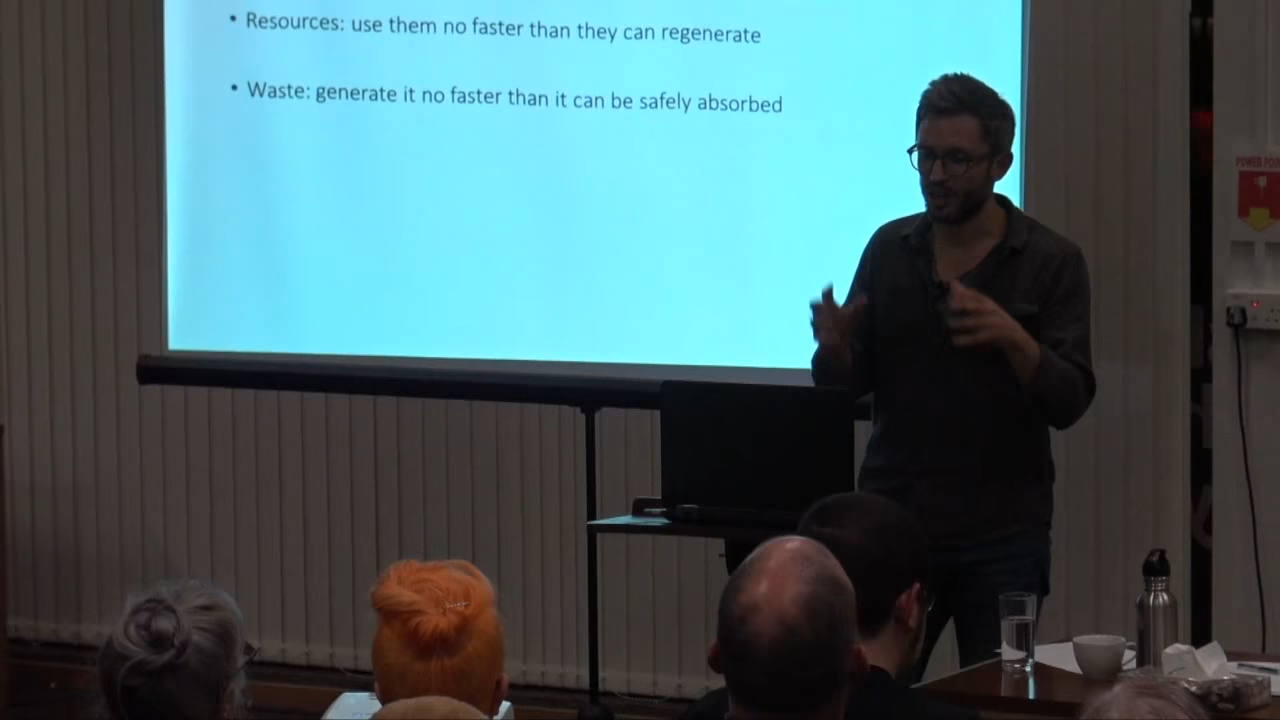 • Resources: use them no faster than they can regenerate
• Waste: generate it no faster than it can be safely absorbed
POWER